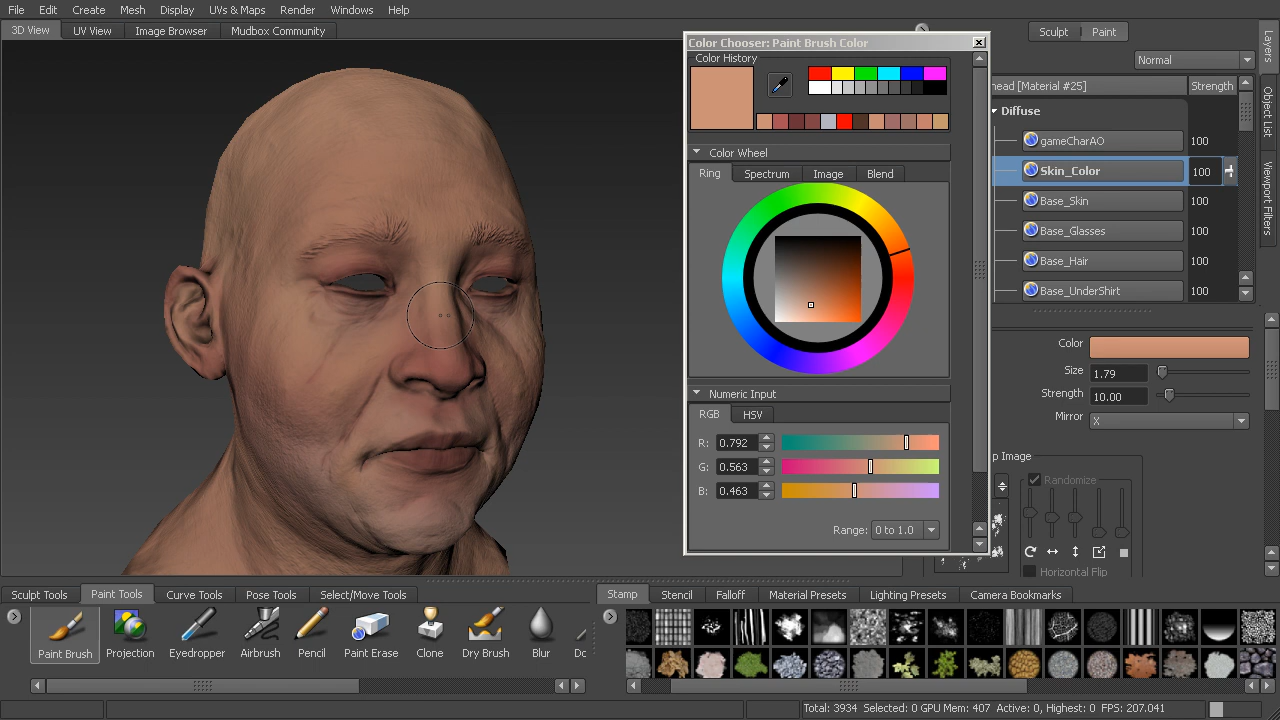 File Edit Create Mesh Display UVs & Maps Render Windows Help
3D View UV View Image Browser Mudbox Community
Sculpt Paint
Normal
Layers
Object List
Viewport Filters
Color Chooser: Paint Brush Color
Color History
Color Wheel
Ring Spectrum Image Blend
Numeric Input
RGB HSV
R: 0.792
G: 0.563
B: 0.463
Range: 0 to 1.0
head [Material #25] Strength
Diffuse
gameCharAO 100
Skin_Color 100
Base_Skin 100
Base_Glasses 100
Base_Hair 100
Base_UnderShirt 100
Color
Size 1.79
Strength 10.00
Mirror X
p Image
Randomize
Horizontal Flip
Sculpt Tools Paint Tools Curve Tools Pose Tools Select/Move Tools
Paint Brush Projection Eyedropper Airbrush Pencil Paint Erase Clone Dry Brush Blur Do
Stamp Stencil Falloff Material Presets Lighting Presets Camera Bookmarks
Total: 3934 Selected: 0 GPU Mem: 407 Active: 0, Highest: 0 FPS: 207.041